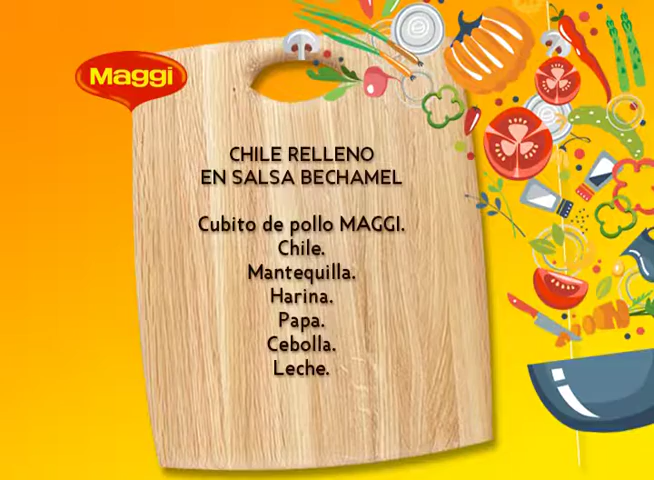 Maggi
CHILE RELLENO
EN SALSA BECHAMEL
Cubito de pollo MAGGI.
Chile.
Mantequilla.
Harina.
Papa.
Cebolla.
Leche.